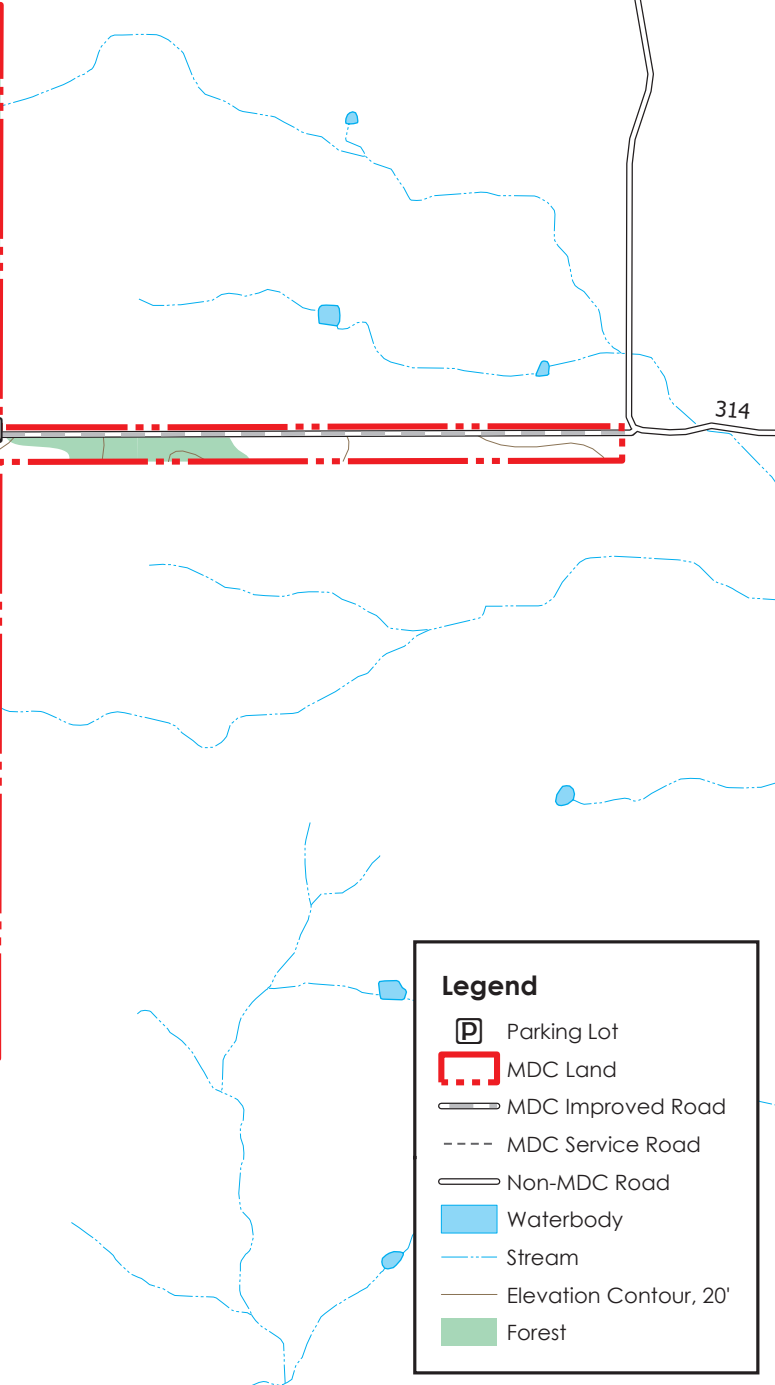 314
Legend
P Parking Lot
MDC Land
MDC Improved Road
MDC Service Road
Non-MDC Road
Waterbody
Stream
Elevation Contour, 20'
Forest